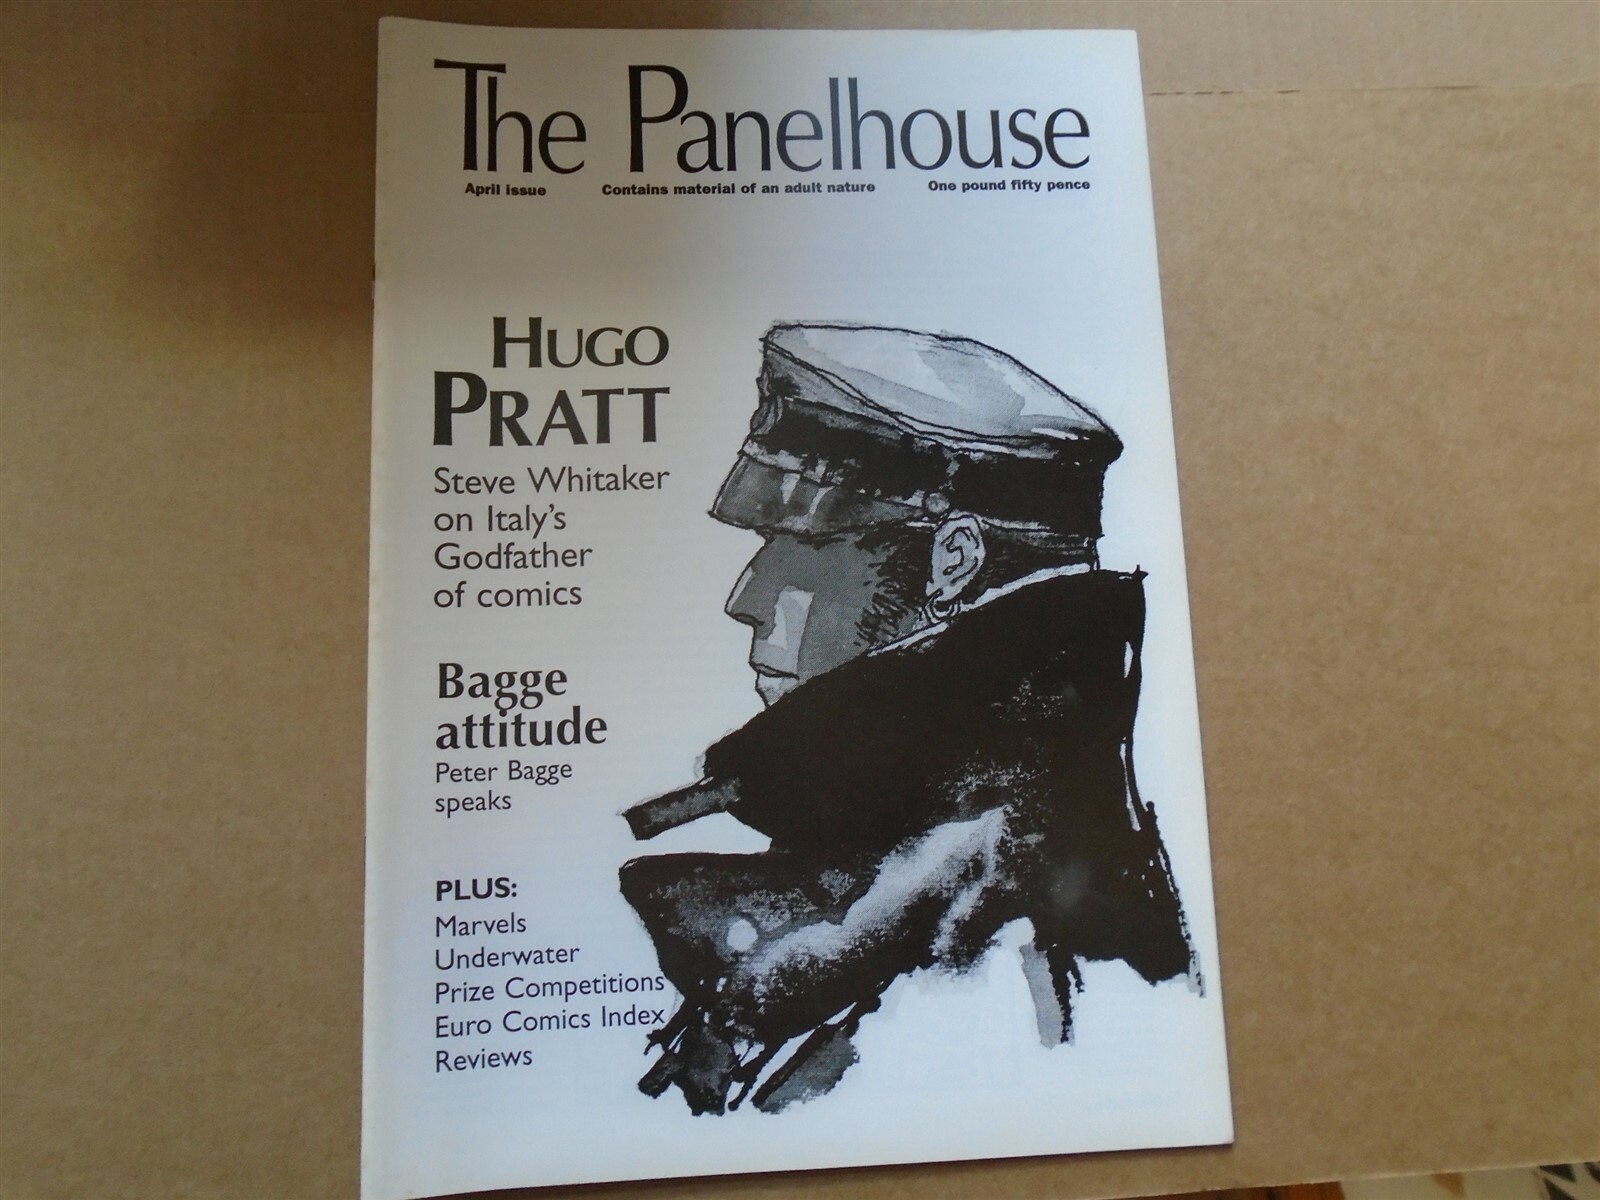 The Panelhouse
April issue Contains material of an adult nature One pound fifty pence
HUGO
PRATT
Steve Whitaker
on Italy's
Godfather
of comics
Bagge
attitude
Peter Bagge
speaks
PLUS:
Marvels
Underwater
Prize Competitions
Euro Comics Index
Reviews